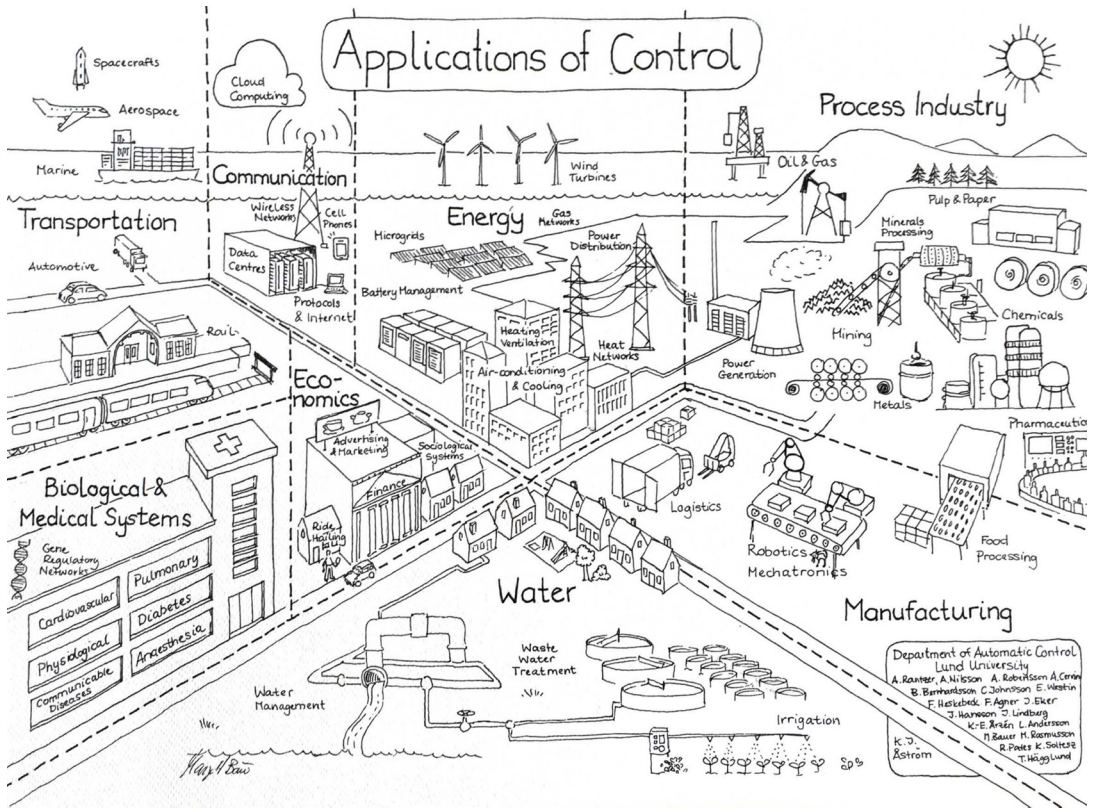 Applications of Control
Spacecrafts
Aerospace
Marine
Transportation
Automotive
Rail
Cloud
Computing
Communication
Wireless
Networks
Cell
Phones
Data
Centres
Protocols
& Internet
Wind
Turbines
Energy
Gas
Networks
Microgrids
Power
Distribution
Battery Management
Heating
Ventilation
Air-conditioning
& Cooling
Heat
Networks
Process Industry
Oil & Gas
Pulp & Paper
Minerals
Processing
Mining
Chemicals
Power
Generation
Metals
Pharmaceutic
Eco-
nomics
Advertising
& Marketing
Sociological
Systems
Finance
Ride
Hailing
Biological &
Medical Systems
Gene
Regulatory
Networks
Cardiovascular
Pulmonary
Physiological
Diabetes
Communicable
Diseases
Anaesthesia
Logistics
Robotics
Mechatronics
Food
Processing
Manufacturing
Water
Waste
Water
Treatment
Water
Management
Irrigation
Department of Automatic Control
Lund University
A. Rantzer, A. Nilsson A. Robertsson A. Cervin
B. Bernhardsson C. Johnsson E. Westin
F. Heskebeck F. Agner J. Eker
J. Hansson J. Lindberg
K.-E. Årzén L. Andersson
M. Bauer M. Rasmusson
R. Pates K. Soltesz
T. Hägglund
K. J.
Åström